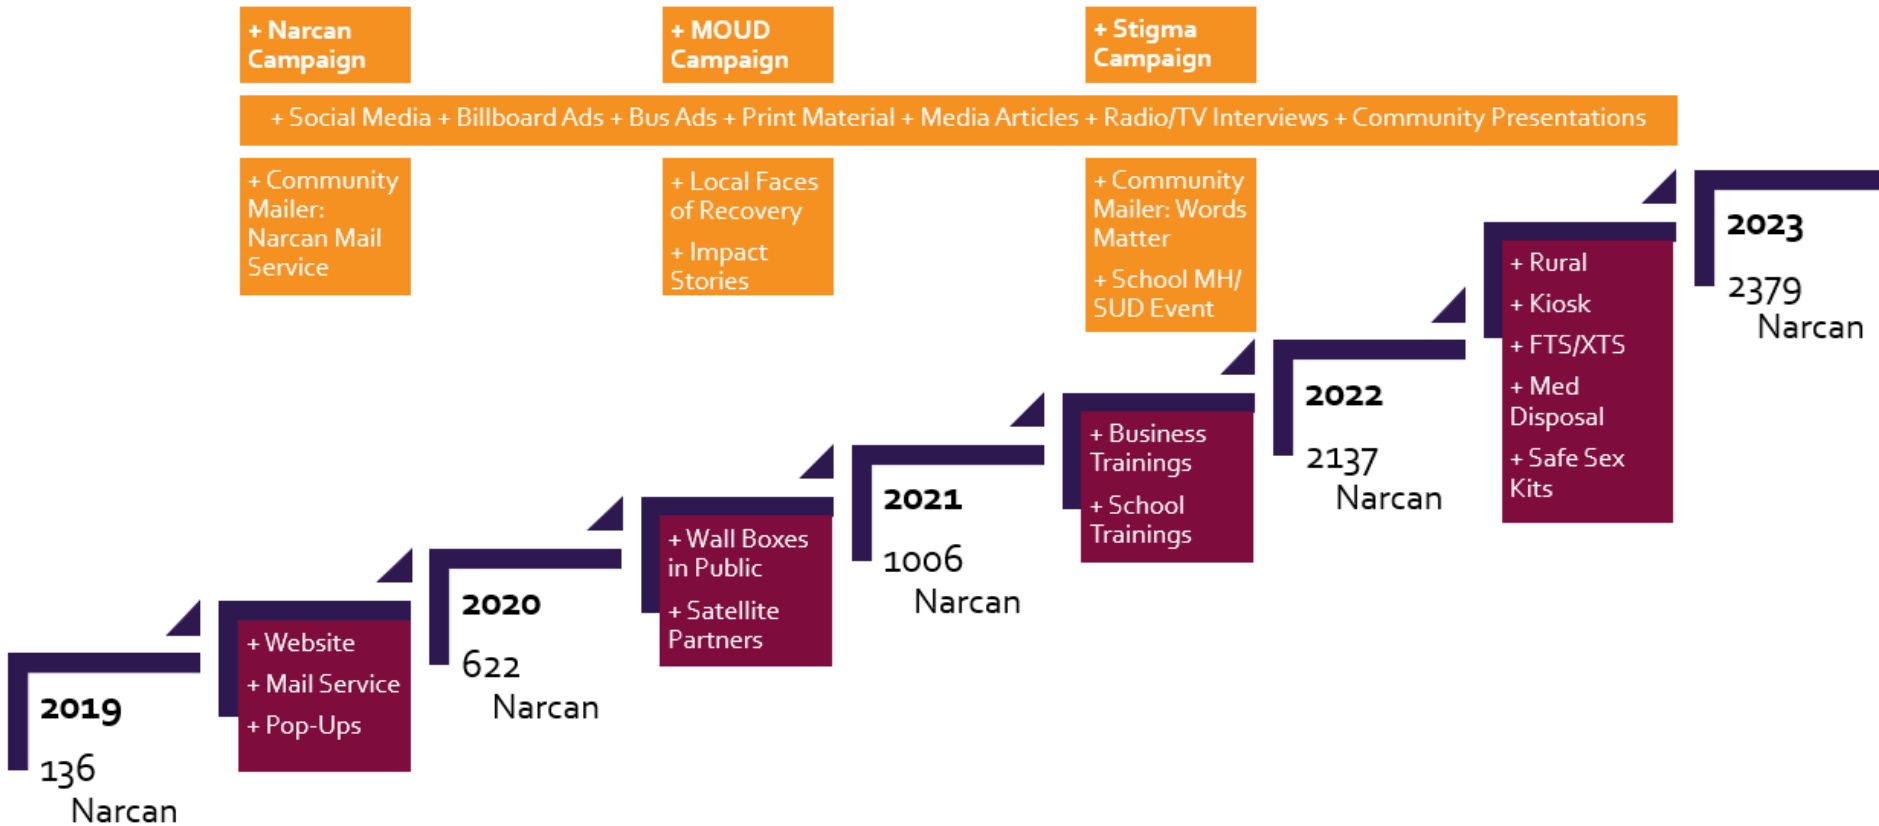 + Narcan
Campaign
+ MOUD
Campaign
+ Stigma
Campaign
+ Social Media + Billboard Ads + Bus Ads + Print Material + Media Articles + Radio/TV Interviews + Community Presentations
+ Community
Mailer:
Narcan Mail
Service
+ Local Faces
of Recovery
+ Impact
Stories
+ Community
Mailer: Words
Matter
+ School MH/
SUD Event
2019
136
Narcan
+ Website
+ Mail Service
+ Pop-Ups
2020
622
Narcan
+ Wall Boxes
in Public
+ Satellite
Partners
2021
1006
Narcan
+ Business
Trainings
+ School
Trainings
2022
2137
Narcan
+ Rural
+ Kiosk
+ FTS/XTS
+ Med
Disposal
+ Safe Sex
Kits
2023
2379
Narcan